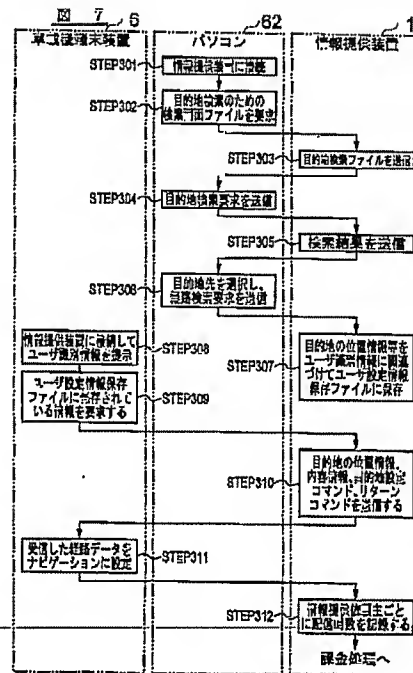 図 7
車載機端末装置 6
パソコン 62
情報提供装置 1
STEP301
情報提供装置に接続
STEP302
目的地検索のための
検索画面ファイルを要求
STEP303
目的地検索ファイルを送信
STEP304
目的地検索要求を送信
STEP305
検索結果を送信
STEP306
目的地先を選択し、
経路検索要求を送信
STEP307
目的地の位置情報等を
ユーザ識別情報に関連
づけてユーザ設定情報
保存ファイルに保存
STEP308
情報提供装置に接続して
ユーザ識別情報を提示
STEP309
ユーザ設定情報保存
ファイルに保存されて
いる情報を要求する
STEP310
目的地の位置情報、
内容情報、目的地設定
コマンド、リターン
コマンドを送信する
STEP311
受信した経路データを
ナビゲーションに設定
STEP312
情報提供依頼主ごと
に配信回数を記録する
課金処理へ